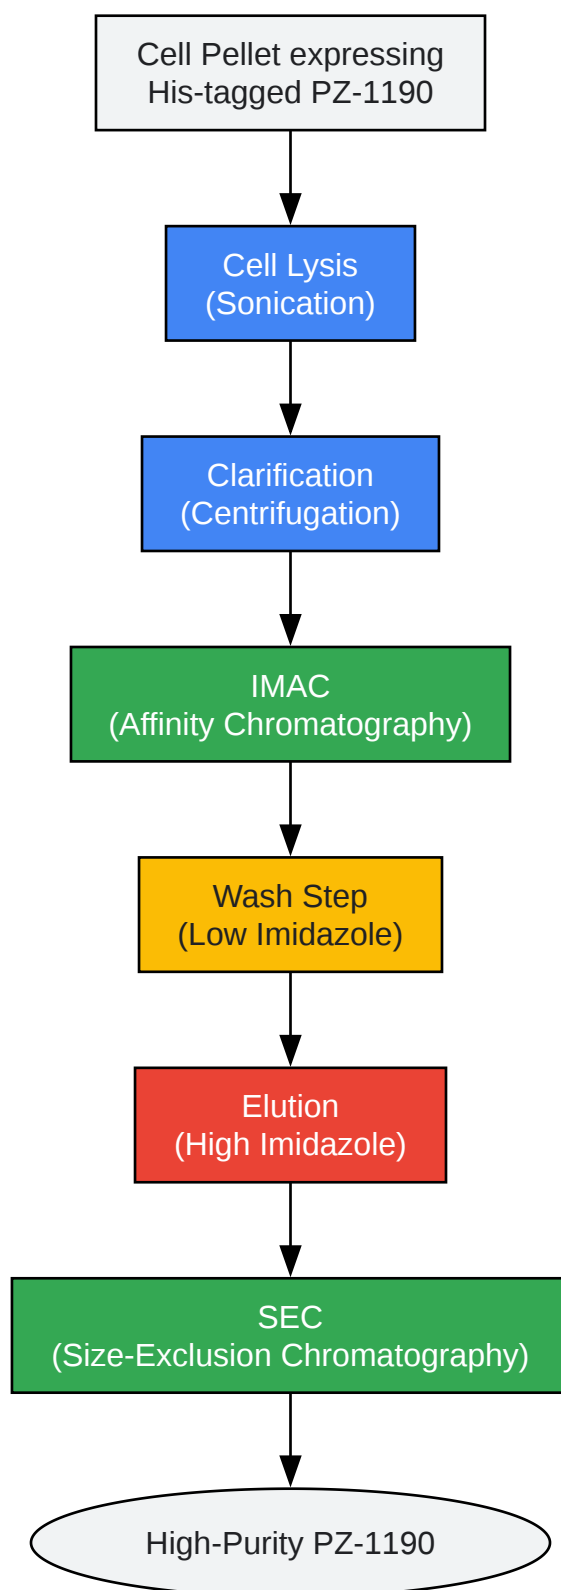 Cell Pellet expressing
His-tagged PZ-1190
Cell Lysis
(Sonication)
Clarification
(Centrifugation)
IMAC
(Affinity Chromatography)
Wash Step
(Low Imidazole)
Elution
(High Imidazole)
SEC
(Size-Exclusion Chromatography)
High-Purity PZ-1190